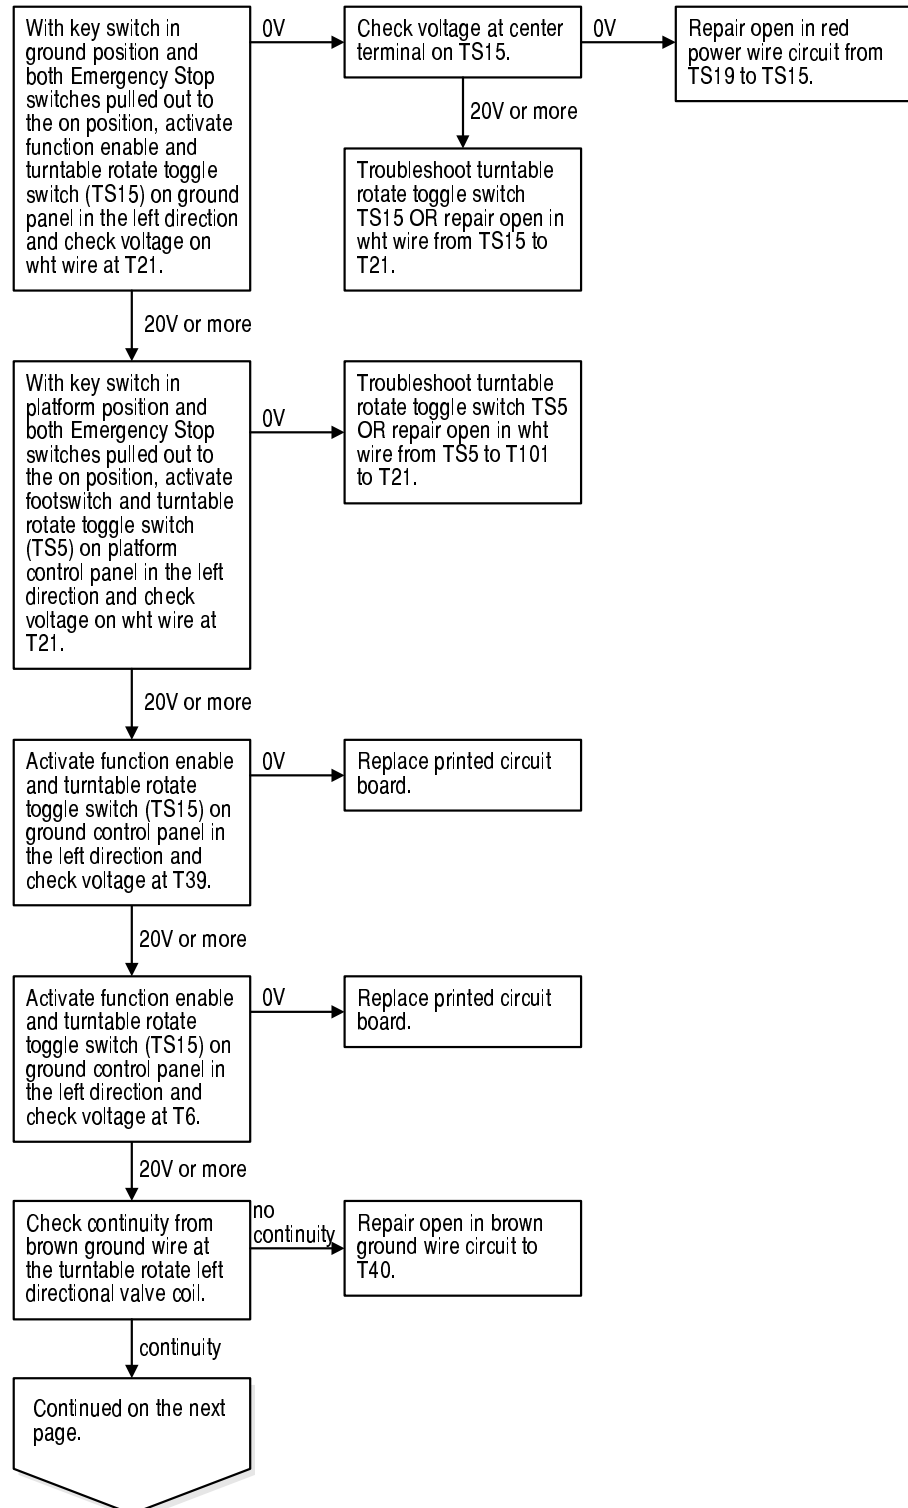 With key switch in
ground position and
both Emergency Stop
switches pulled out to
the on position, activate
function enable and
turntable rotate toggle
switch (TS15) on ground
panel in the left direction
and check voltage on
wht wire at T21.
0V
Check voltage at center
terminal on TS15.
0V
Repair open in red
power wire circuit from
TS19 to TS15.
20V or more
Troubleshoot turntable
rotate toggle switch
TS15 OR repair open in
wht wire from TS15 to
T21.
20V or more
With key switch in
platform position and
both Emergency Stop
switches pulled out to
the on position, activate
footswitch and turntable
rotate toggle switch
(TS5) on platform
control panel in the left
direction and check
voltage on wht wire at
T21.
0V
Troubleshoot turntable
rotate toggle switch TS5
OR repair open in wht
wire from TS5 to T101
to T21.
20V or more
Activate function enable
and turntable rotate
toggle switch (TS15) on
ground control panel in
the left direction and
check voltage at T39.
0V
Replace printed circuit
board.
20V or more
Activate function enable
and turntable rotate
toggle switch (TS15) on
ground control panel in
the left direction and
check voltage at T6.
0V
Replace printed circuit
board.
20V or more
Check continuity from
brown ground wire at
the turntable rotate left
directional valve coil.
no
continuity
Repair open in brown
ground wire circuit to
T40.
continuity
Continued on the next
page.